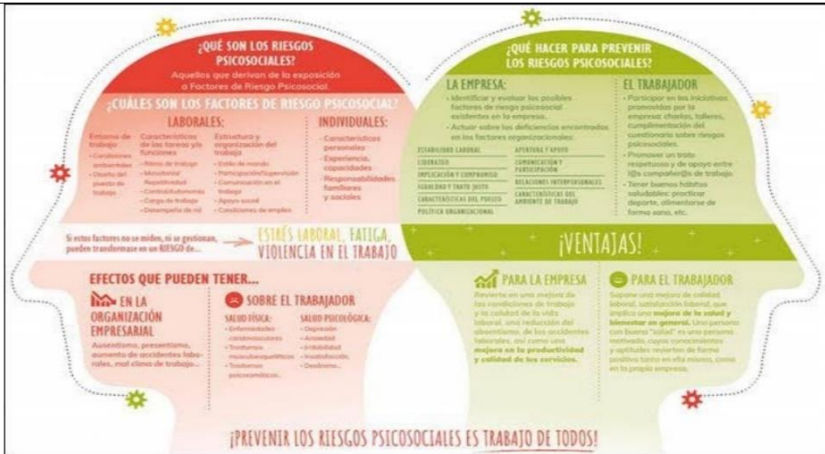 ¿QUÉ SON LOS RIESGOS
PSICOSOCIALES?
Aquellos que derivan de la exposición
a Factores de Riesgo Psicosocial.
¿CUÁLES SON LOS FACTORES DE RIESGO PSICOSOCIAL?
LABORALES:
Entorno de
trabajo
- Condiciones
ambientales
- Diseño del
puesto de
trabajo
Características
de las tareas y/o
funciones
- Ritmo de trabajo
- Monotonía/
Repetitividad
- Control/autonomía
- Carga de trabajo
- Desempeño de rol
Estructura y
organización del
trabajo
- Estilo de mando
- Participación/Supervisión
- Comunicación en el
trabajo
- Apoyo social
- Condiciones de empleo
INDIVIDUALES:
- Características
personales
- Experiencia,
capacidades
- Responsabilidades
familiares
y sociales
Si estos factores no se miden, ni se gestionan,
pueden transformarse en un RIESGO de...
ESTRÉS LABORAL, FATIGA,
VIOLENCIA EN EL TRABAJO
EFECTOS QUE PUEDEN TENER...
EN LA
ORGANIZACIÓN
EMPRESARIAL
Ausentismo, presentismo,
aumento de accidentes labo-
rales, mal clima de trabajo...
SOBRE EL TRABAJADOR
SALUD FÍSICA:
- Enfermedades
cardiovasculares
- Trastornos
musculoesqueléticos
- Trastornos
psicosomáticos...
SALUD PSICOLÓGICA:
- Depresión
- Ansiedad
- Irritabilidad
- Insatisfacción
- Desánimo...
¿QUÉ HACER PARA PREVENIR
LOS RIESGOS PSICOSOCIALES?
LA EMPRESA:
- Identificar y evaluar los posibles
factores de riesgo psicosocial
existentes en la empresa.
- Actuar sobre las deficiencias encontradas
en los factores organizacionales:
ESTABILIDAD LABORAL
LIDERAZGO
IMPLICACIÓN Y COMPROMISO
IGUALDAD Y TRATO JUSTO
CARACTERÍSTICAS DEL PUESTO
POLÍTICA ORGANIZACIONAL
APERTURA Y APOYO
COMUNICACIÓN Y
PARTICIPACIÓN
RELACIONES INTERPERSONALES
CARACTERÍSTICAS DEL
AMBIENTE DE TRABAJO
EL TRABAJADOR
- Participar en las iniciativas
promovidas por la
empresa: charlas, talleres,
cumplimentación del
cuestionario sobre riesgos
psicosociales.
- Promover un trato
respetuoso y de apoyo entre
l@s compañer@s de trabajo.
- Tener buenos hábitos
saludables: practicar
deporte, alimentarse de
forma sana, etc.
¡VENTAJAS!
PARA LA EMPRESA
Revierte en una mejora de
las condiciones de trabajo
y la calidad de la vida
laboral, una reducción del
absentismo, de los accidentes
laborales, así como una
mejora en la productividad
y calidad de los servicios.
PARA EL TRABAJADOR
Supone una mejora de calidad
laboral, satisfacción laboral, que
implica una mejora de la salud y
bienestar en general. Una persona
con buena "salud" es una persona
motivada, cuyos conocimientos
y aptitudes revierten de forma
positiva tanto en ella misma, como
en la propia empresa.
¡PREVENIR LOS RIESGOS PSICOSOCIALES ES TRABAJO DE TODOS!